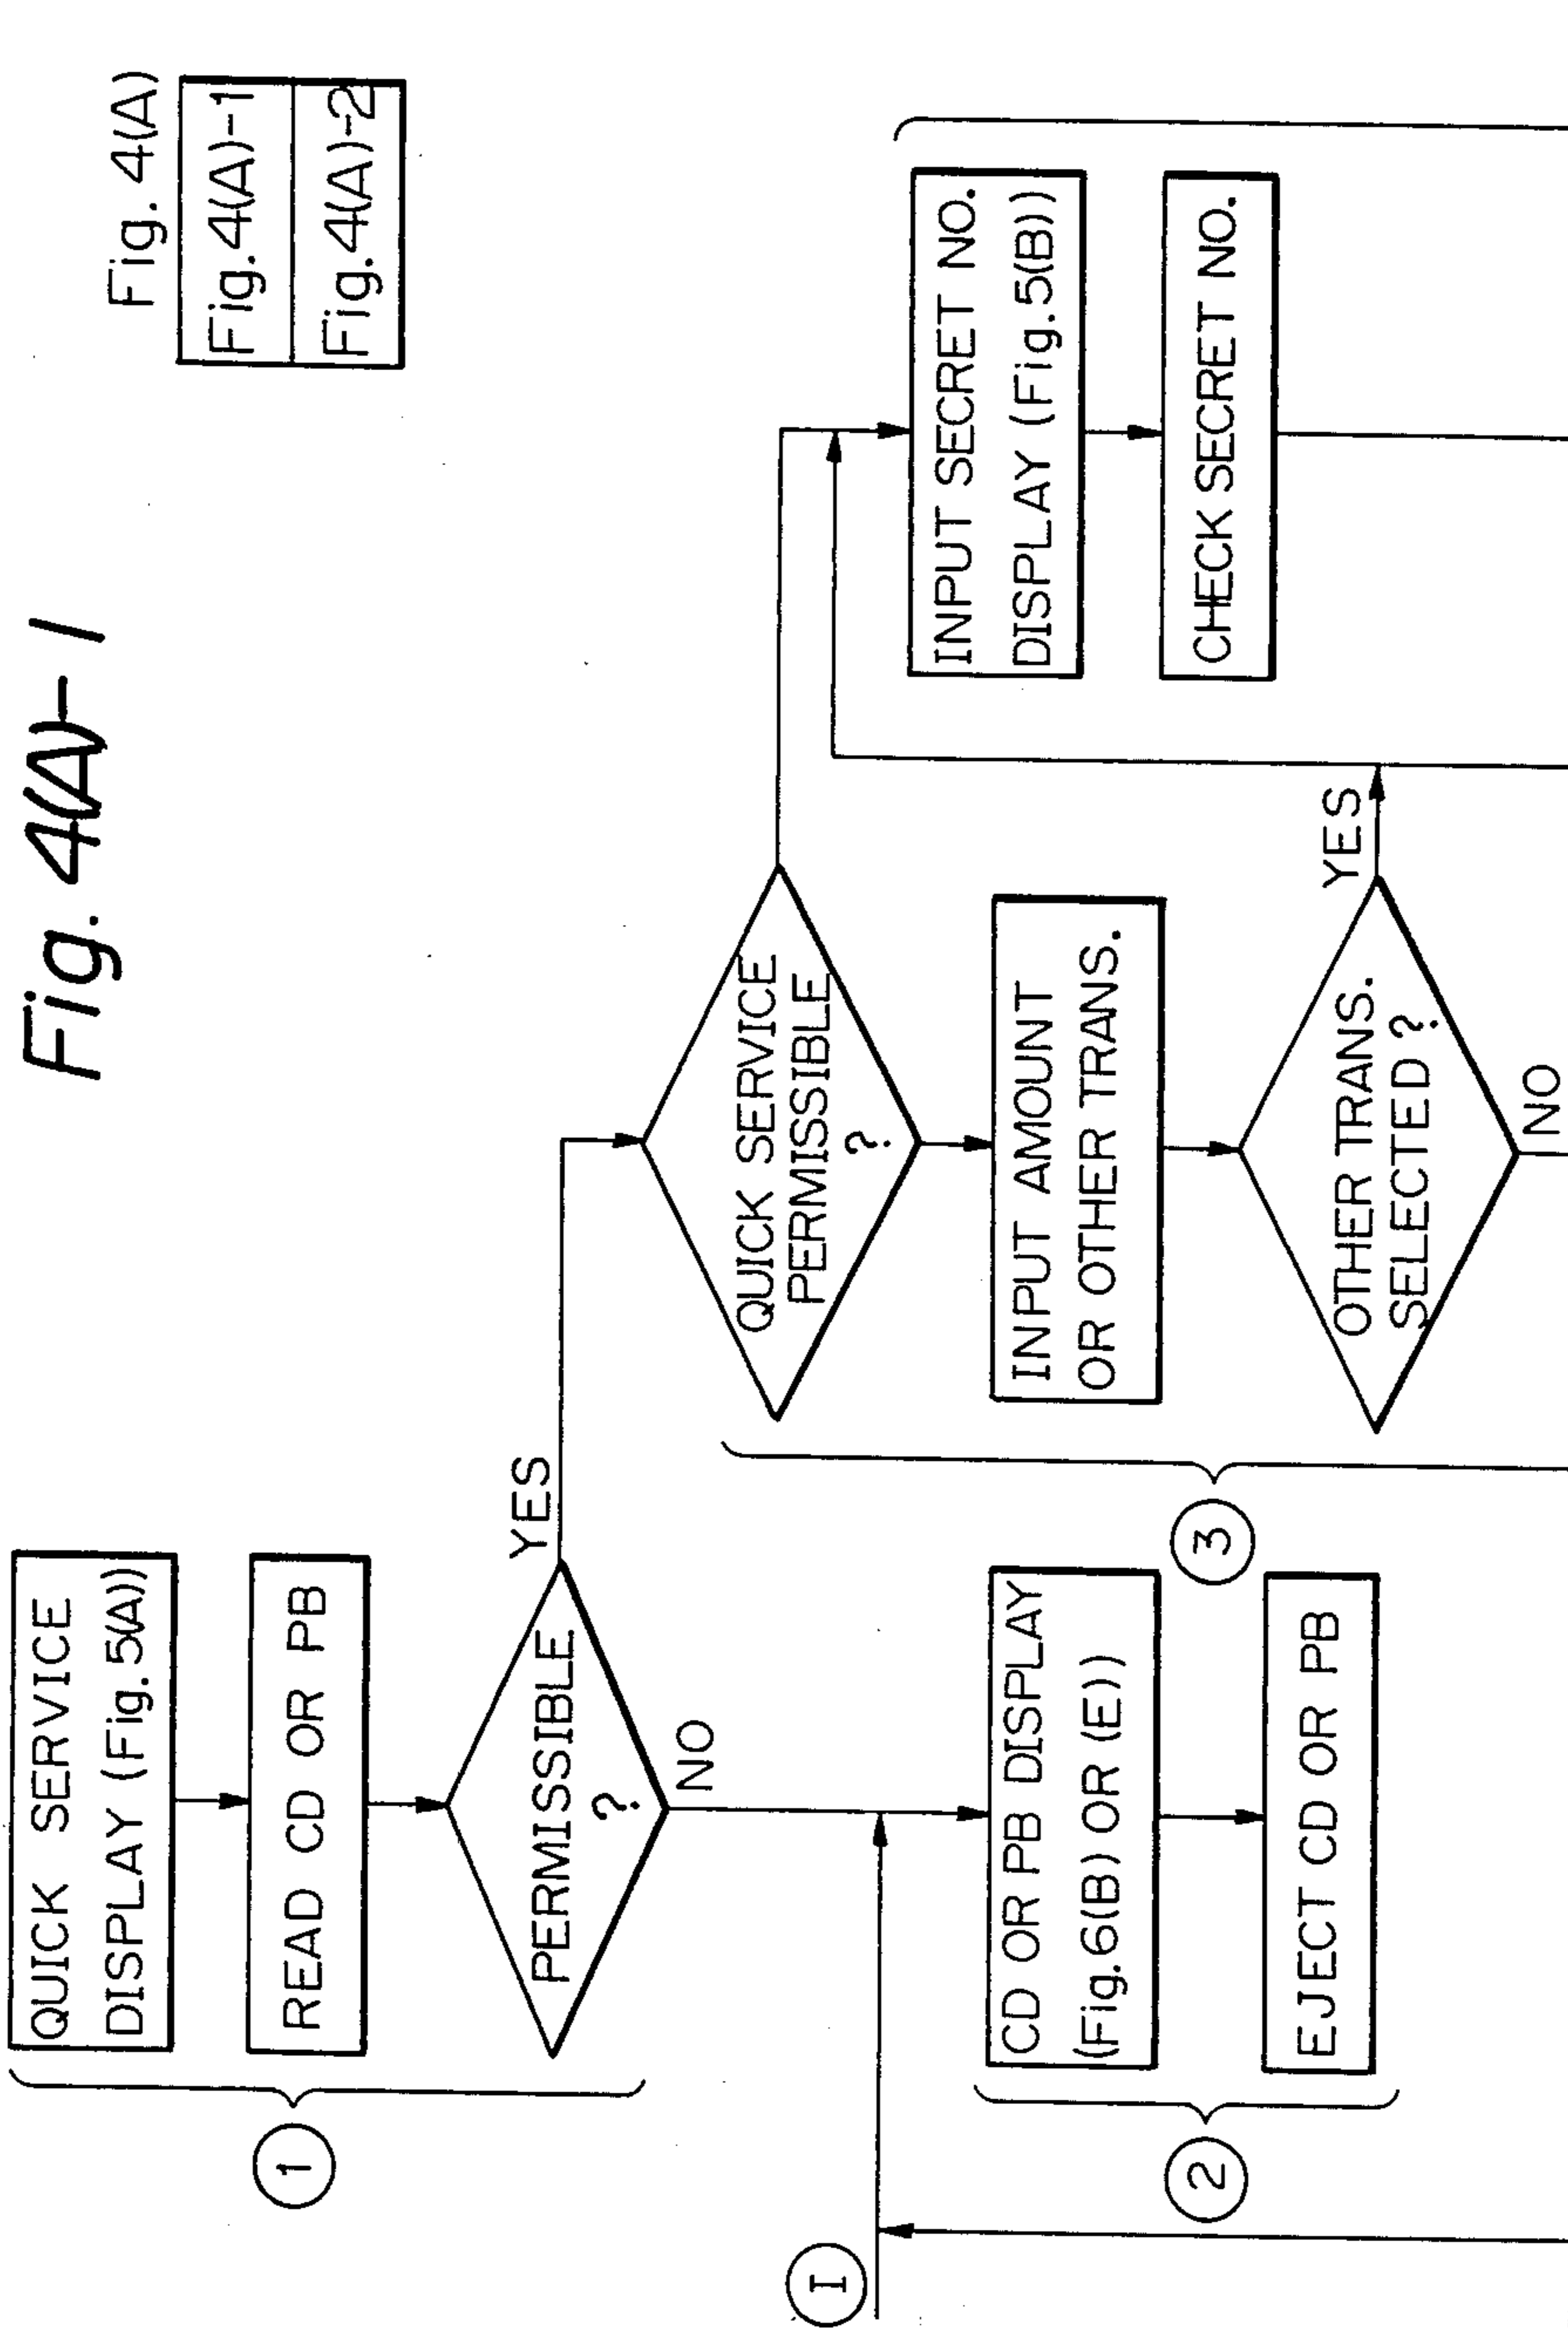 Fig. 4(A)-1
Fig. 4(A)
Fig.4(A)-1
Fig.4(A)-2
QUICK SERVICE
DISPLAY (Fig.5(A))
READ CD OR PB
PERMISSIBLE
?
YES
NO
1
I
CD OR PB DISPLAY
(Fig.6(B) OR (E))
EJECT CD OR PB
2
QUICK SERVICE
PERMISSIBLE
?
INPUT AMOUNT
OR OTHER TRANS.
OTHER TRANS.
SELECTED ?
YES
NO
3
INPUT SECRET NO.
DISPLAY (Fig.5(B))
CHECK SECRET NO.